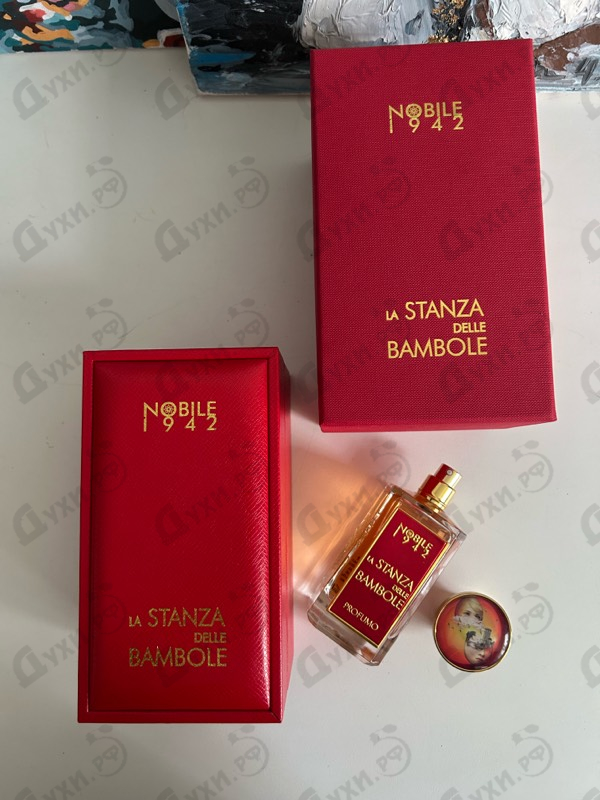 NOBILE
1942
LA STANZA
DELLE
BAMBOLE
NOBILE
1942
LA STANZA
DELLE
BAMBOLE
NOBILE
1942
LA STANZA
DELLE
BAMBOLE
PROFUMO
Духи.РФ